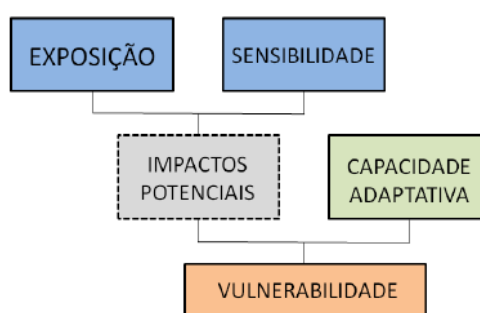 EXPOSIÇÃO
SENSIBILIDADE
IMPACTOS
POTENCIAIS
CAPACIDADE
ADAPTATIVA
VULNERABILIDADE